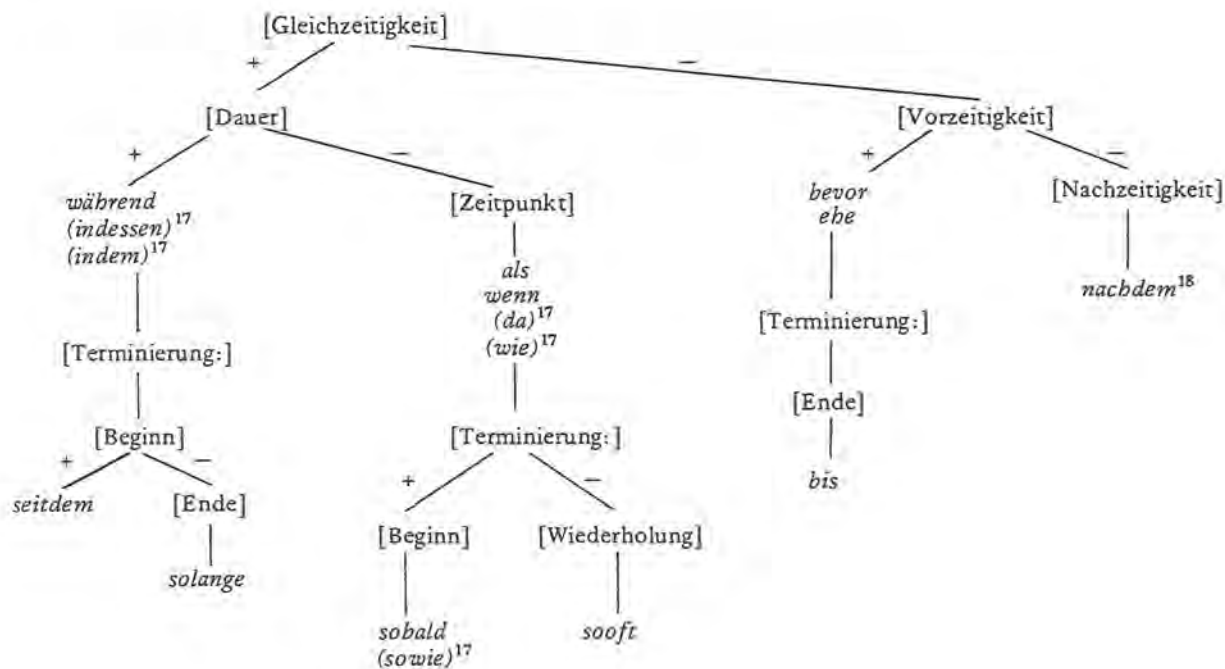 [Gleichzeitigkeit]
+ —
[Dauer] [Vorzeitigkeit]
+ — + —
während
(indessen)¹⁷
(indem)¹⁷
[Zeitpunkt]
bevor
ehe
[Nachzeitigkeit]
als
wenn
(da)¹⁷
(wie)¹⁷
nachdem¹⁸
[Terminierung:]
[Terminierung:]
[Beginn]
+ —
[Terminierung:]
[Ende]
seitdem
[Ende]
+ —
bis
solange
[Beginn]
[Wiederholung]
sobald
(sowie)¹⁷
sooft